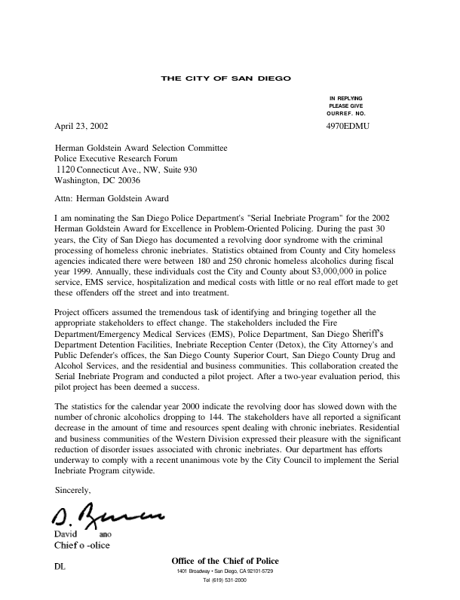 THE CITY OF SAN DIEGO
IN REPLYING
PLEASE GIVE
OUR REF. NO.
April 23, 2002 4970EDMU
Herman Goldstein Award Selection Committee
Police Executive Research Forum
1120 Connecticut Ave., NW, Suite 930
Washington, DC 20036
Attn: Herman Goldstein Award
I am nominating the San Diego Police Department's "Serial Inebriate Program" for the 2002
Herman Goldstein Award for Excellence in Problem-Oriented Policing. During the past 30
years, the City of San Diego has documented a revolving door syndrome with the criminal
processing of homeless chronic inebriates. Statistics obtained from County and City homeless
agencies indicated there were between 180 and 250 chronic homeless alcoholics during fiscal
year 1999. Annually, these individuals cost the City and County about $3,000,000 in police
service, EMS service, hospitalization and medical costs with little or no real effort made to get
these offenders off the street and into treatment.
Project officers assumed the tremendous task of identifying and bringing together all the
appropriate stakeholders to effect change. The stakeholders included the Fire
Department/Emergency Medical Services (EMS), Police Department, San Diego Sheriff's
Department Detention Facilities, Inebriate Reception Center (Detox), the City Attorney's and
Public Defender's offices, the San Diego County Superior Court, San Diego County Drug and
Alcohol Services, and the residential and business communities. This collaboration created the
Serial Inebriate Program and conducted a pilot project. After a two-year evaluation period, this
pilot project has been deemed a success.
The statistics for the calendar year 2000 indicate the revolving door has slowed down with the
number of chronic alcoholics dropping to 144. The stakeholders have all reported a significant
decrease in the amount of time and resources spent dealing with chronic inebriates. Residential
and business communities of the Western Division expressed their pleasure with the significant
reduction of disorder issues associated with chronic inebriates. Our department has efforts
underway to comply with a recent unanimous vote by the City Council to implement the Serial
Inebriate Program citywide.
Sincerely,
David ano
Chief o -olice
DL
Office of the Chief of Police
1401 Broadway • San Diego, CA 92101-5729
Tel (619) 531-2000